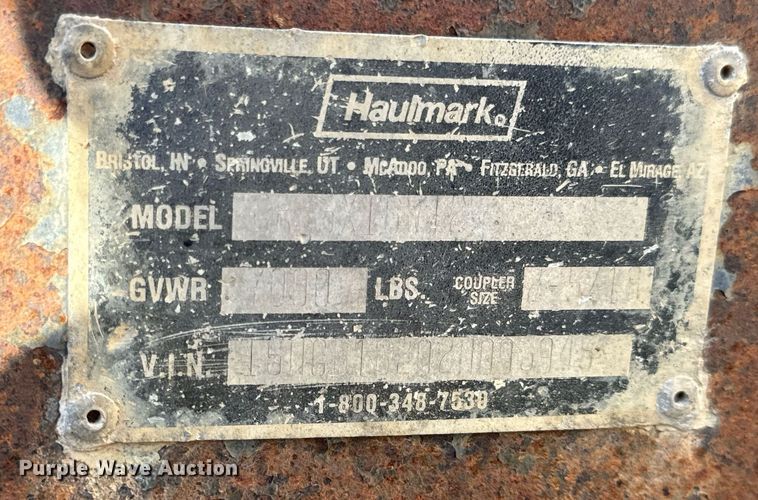 Haulmark®
BRISTOL, IN • SPRINGVILLE, UT • MCADOO, PA • FITZGERALD, GA • EL MIRAGE, AZ
MODEL
GVWR LBS. COUPLER SIZE
V.I.N.
1-800-348-7530
Purple Wave Auction